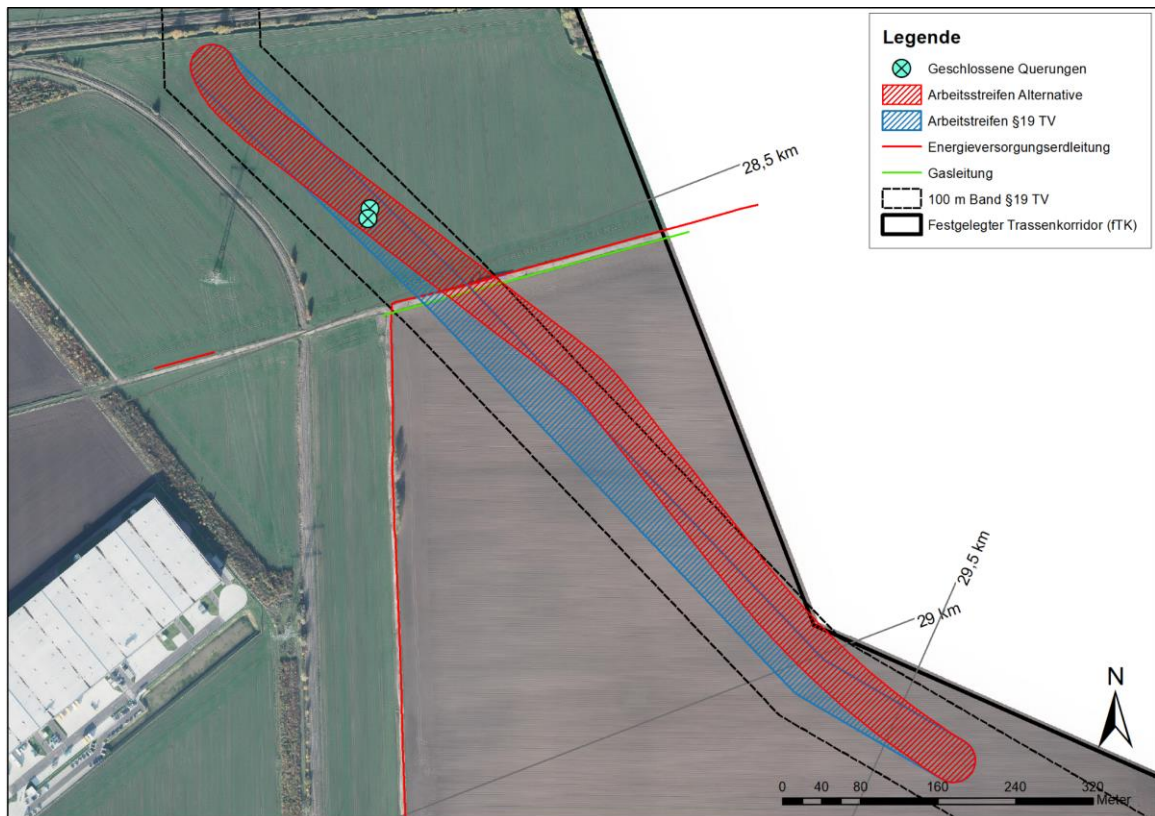 Legende
Geschlossene Querungen
Arbeitsstreifen Alternative
Arbeitstreifen §19 TV
Energieversorgungserdleitung
Gasleitung
100 m Band §19 TV
Festgelegter Trassenkorridor (fTK)
28,5 km
29,5 km
29 km
N
0 40 80 160 240 320
Meter